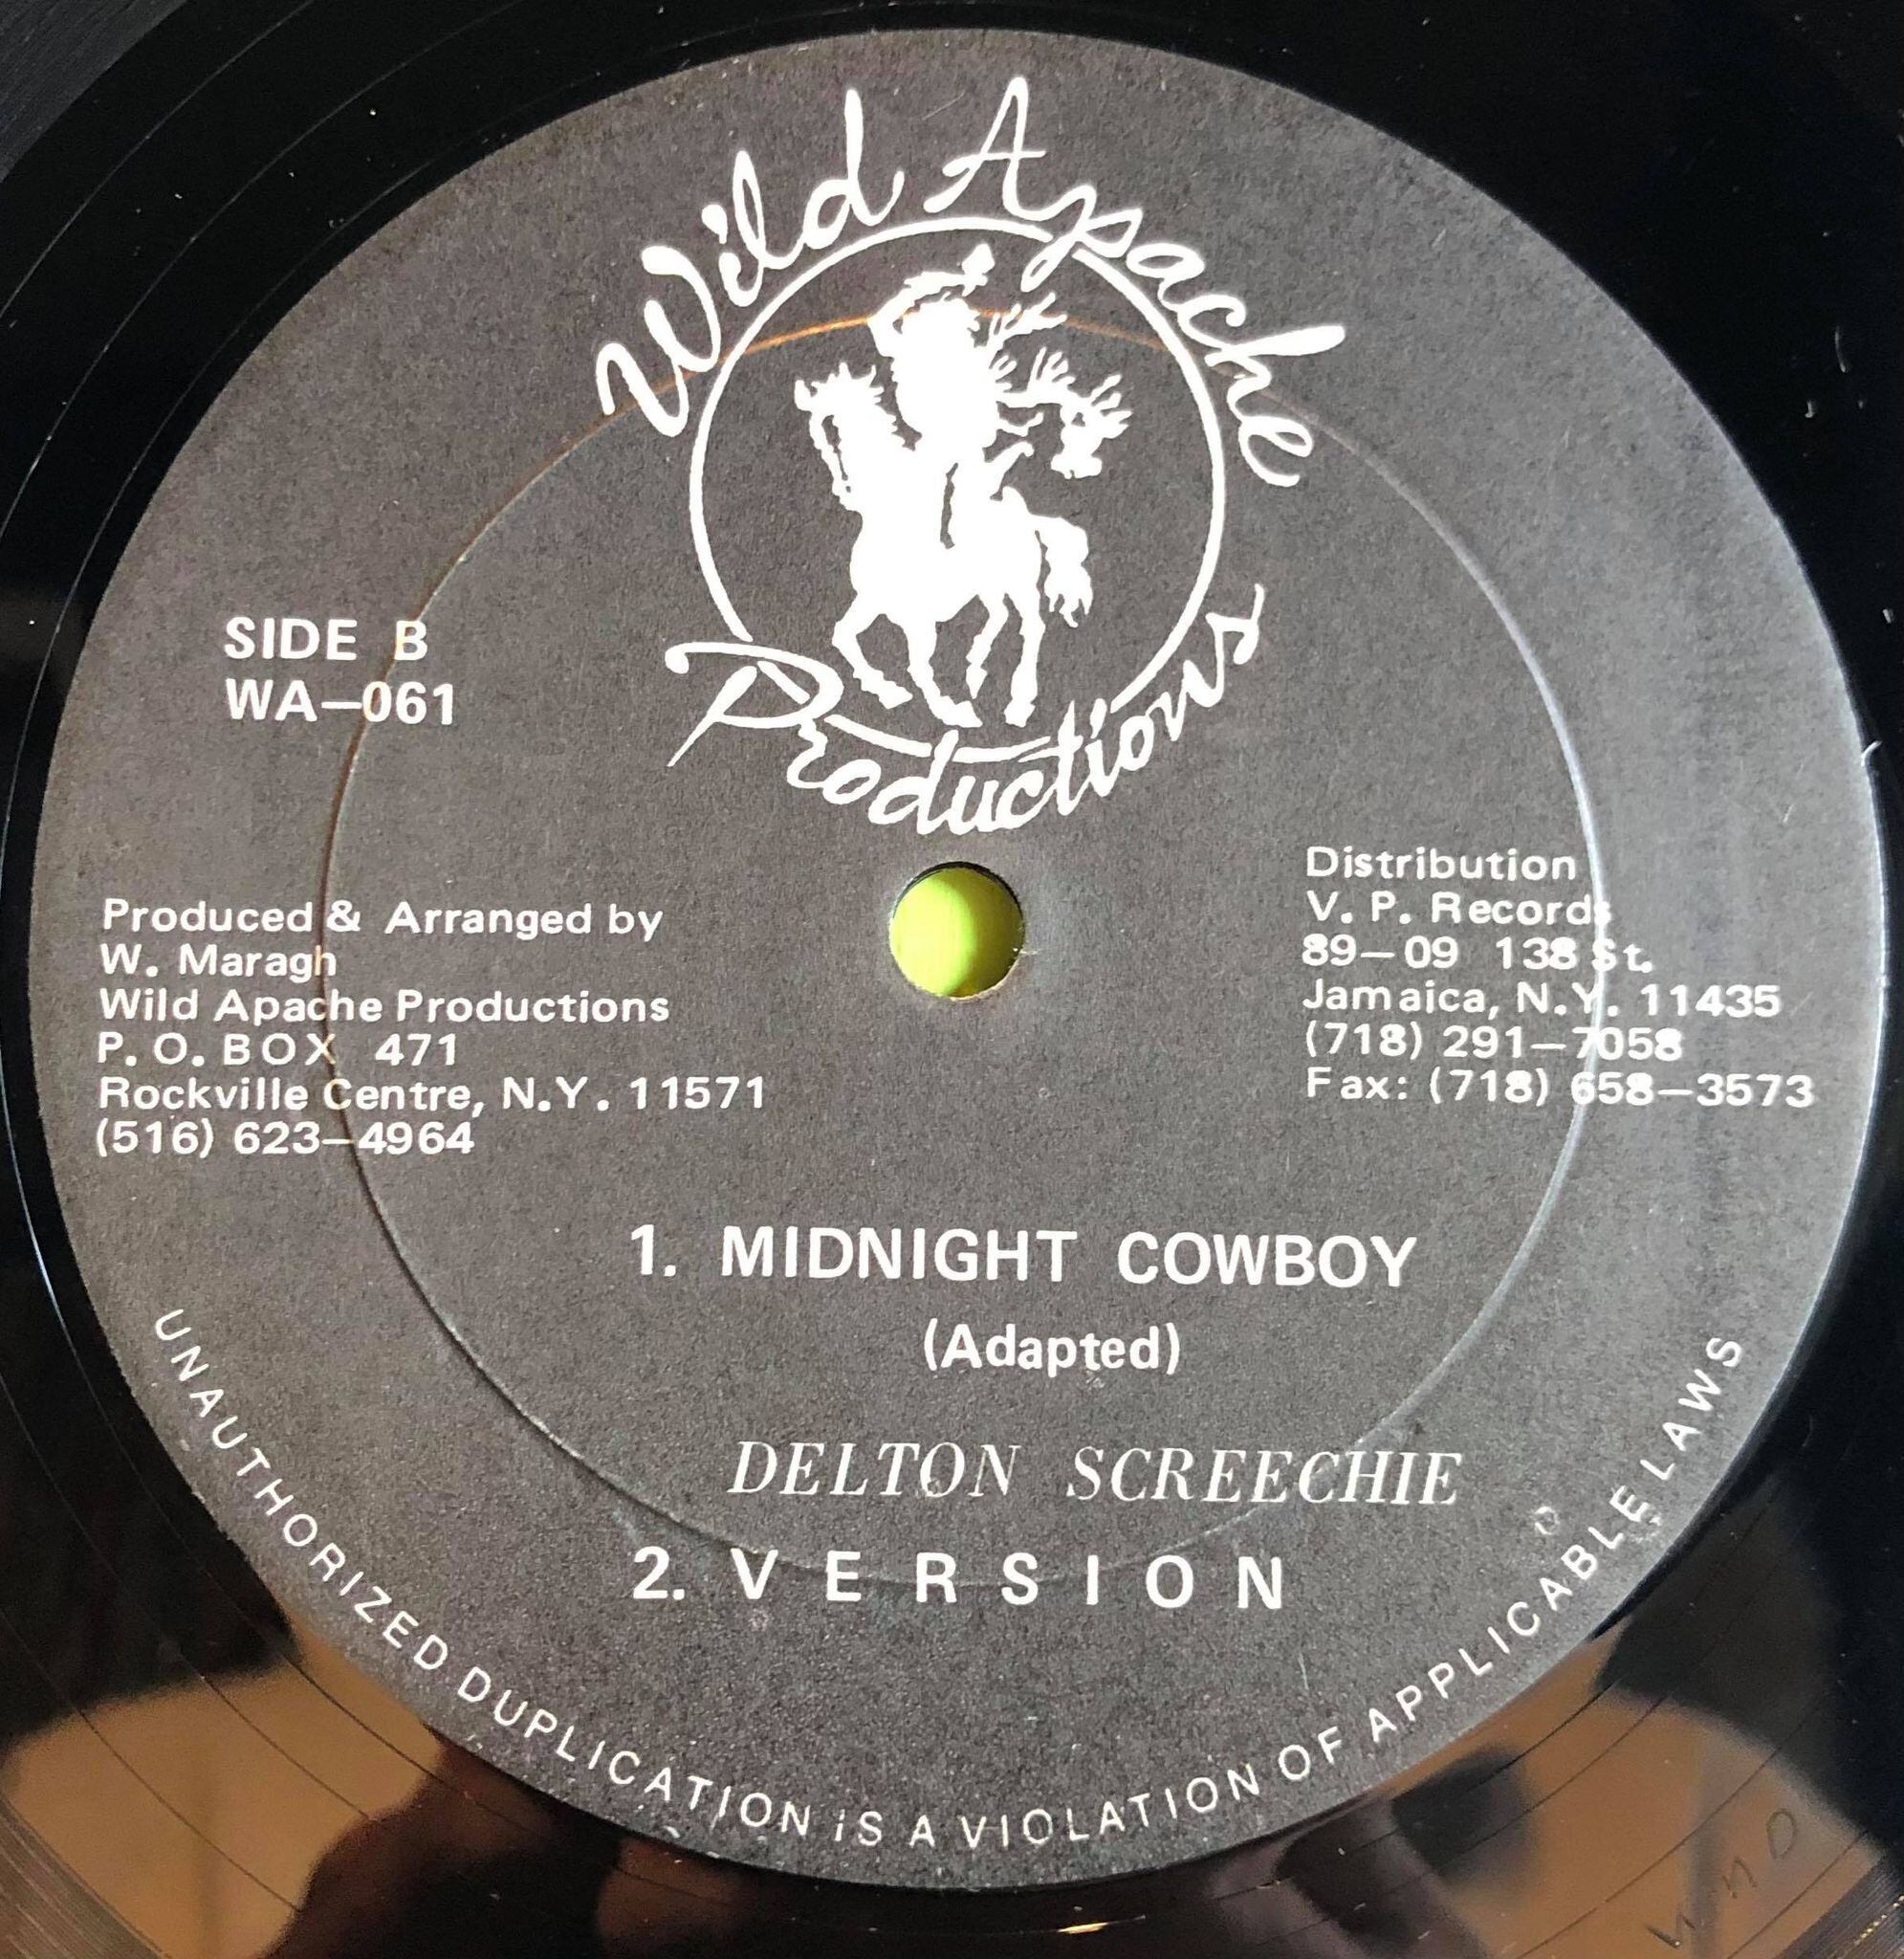 Wild Apache
Productions
SIDE B
WA—061
Produced & Arranged by
W. Maragh
Wild Apache Productions
P. O. BOX 471
Rockville Centre, N.Y. 11571
(516) 623—4964
Distribution
V. P. Records
89—09 138 St.
Jamaica, N.Y. 11435
(718) 291—7058
Fax: (718) 658—3573
1. MIDNIGHT COWBOY
(Adapted)
DELTON SCREECHIE
2. VERSION
UNAUTHORIZED DUPLICATION iS A VIOLATION OF APPLICABLE LAWS